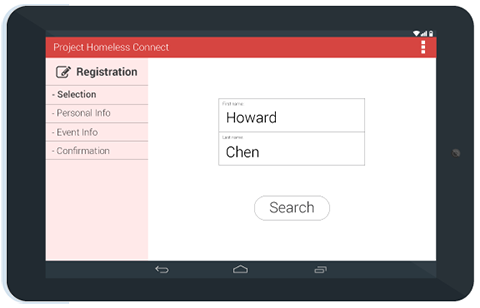 Project Homeless Connect
Registration
- Selection
- Personal Info
- Event Info
- Confirmation
First name
Howard
Last name
Chen
Search